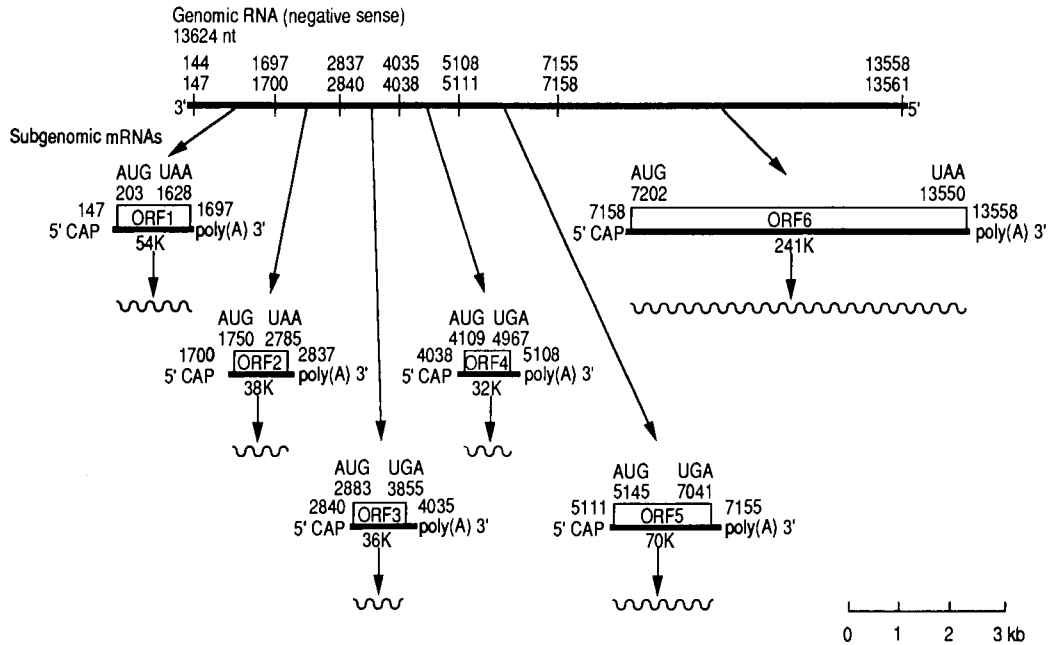 Genomic RNA (negative sense)
13624 nt
144 1697 2837 4035 5108 7155 13558
147 1700 2840 4038 5111 7158 13561
3' 5'
Subgenomic mRNAs
AUG UAA
203 1628
147 ORF1 1697
5' CAP poly(A) 3'
54K
AUG UAA
7202 13550
7158 ORF6 13558
5' CAP poly(A) 3'
241K
AUG UAA
1750 2785
1700 ORF2 2837
5' CAP poly(A) 3'
38K
AUG UGA
4109 4967
4038 ORF4 5108
5' CAP poly(A) 3'
32K
AUG UGA
2883 3855
2840 ORF3 4035
5' CAP poly(A) 3'
36K
AUG UGA
5145 7041
5111 ORF5 7155
5' CAP poly(A) 3'
70K
0 1 2 3 kb